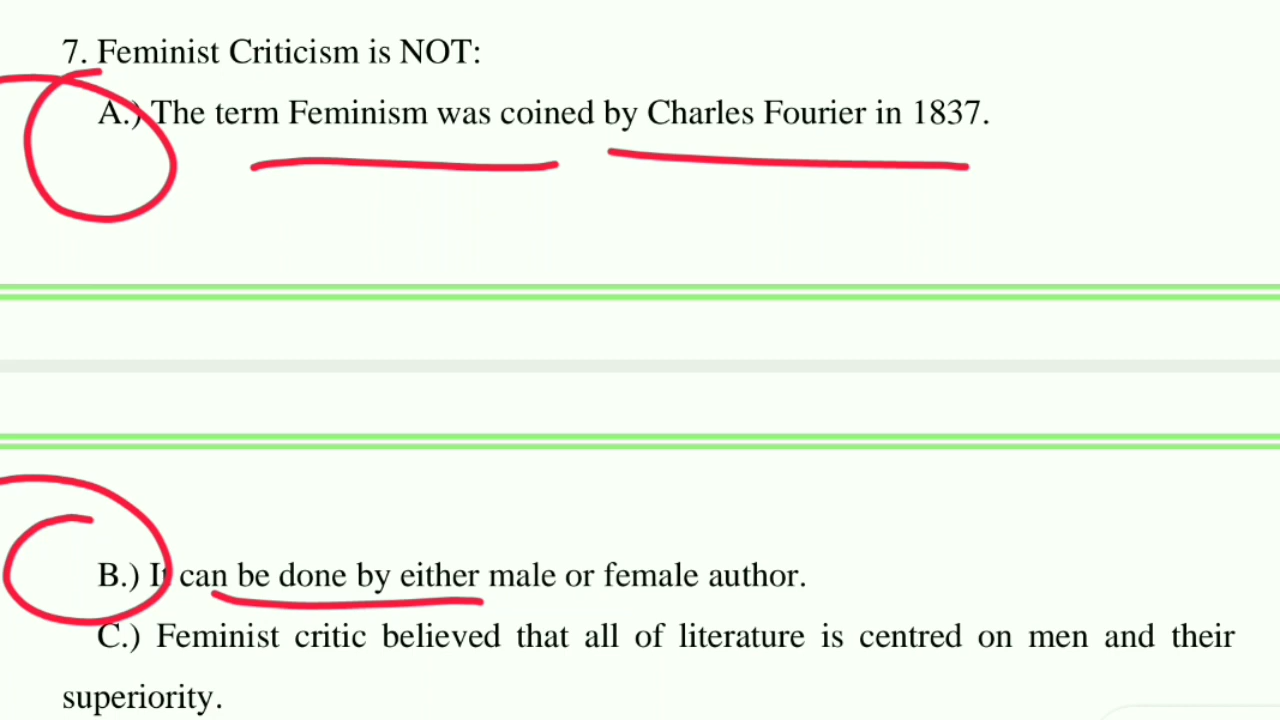 7. Feminist Criticism is NOT:
A.) The term Feminism was coined by Charles Fourier in 1837.
B.) It can be done by either male or female author.
C.) Feminist critic believed that all of literature is centred on men and their
superiority.